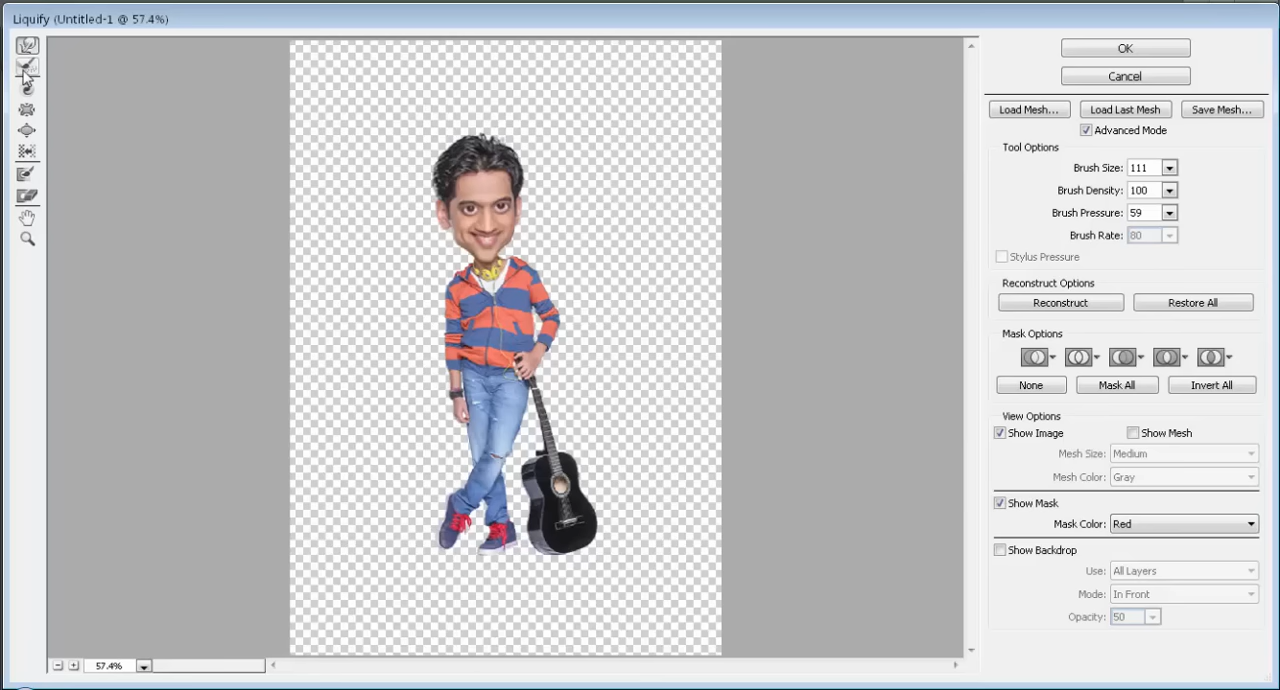 Liquify (Untitled-1 @ 57.4%)
OK
Cancel
Load Mesh...
Load Last Mesh
Save Mesh...
Advanced Mode
Tool Options
Brush Size: 111
Brush Density: 100
Brush Pressure: 59
Brush Rate: 80
Stylus Pressure
Reconstruct Options
Reconstruct
Restore All
Mask Options
None
Mask All
Invert All
View Options
Show Image
Show Mesh
Mesh Size: Medium
Mesh Color: Gray
Show Mask
Mask Color: Red
Show Backdrop
Use: All Layers
Mode: In Front
Opacity: 50
57.4%